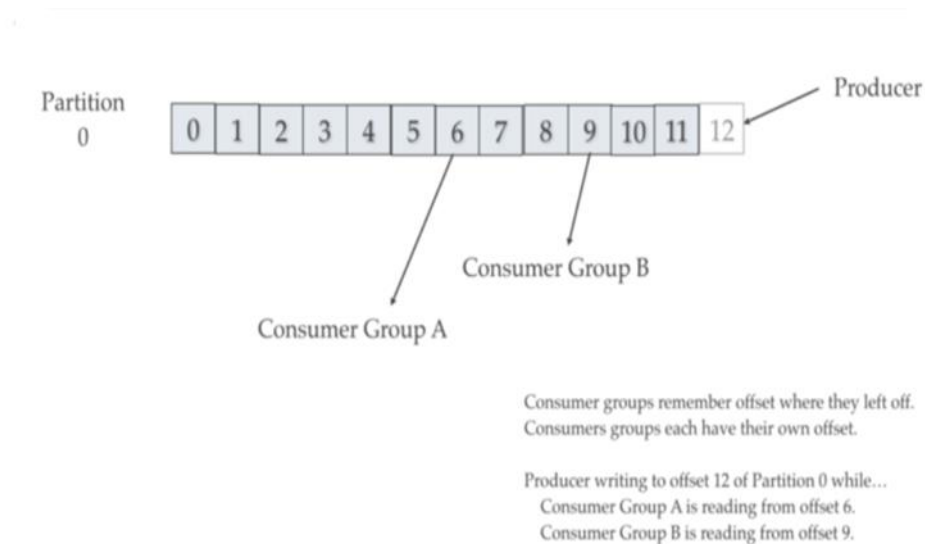 Producer
Partition
0
0 1 2 3 4 5 6 7 8 9 10 11 12
Consumer Group B
Consumer Group A
Consumer groups remember offset where they left off.
Consumers groups each have their own offset.
Producer writing to offset 12 of Partition 0 while...
Consumer Group A is reading from offset 6.
Consumer Group B is reading from offset 9.